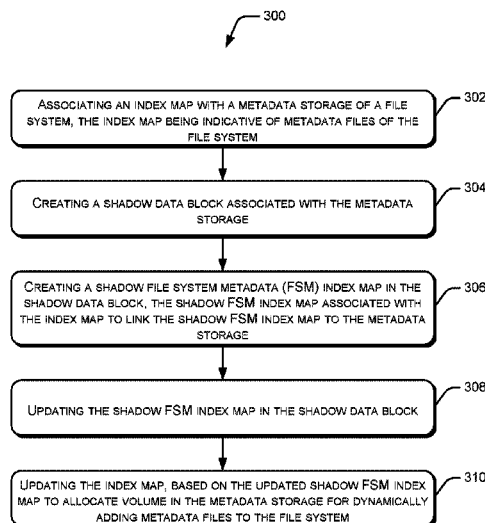 300
ASSOCIATING AN INDEX MAP WITH A METADATA STORAGE OF A FILE
SYSTEM, THE INDEX MAP BEING INDICATIVE OF METADATA FILES OF THE
FILE SYSTEM
302
CREATING A SHADOW DATA BLOCK ASSOCIATED WITH THE METADATA
STORAGE
304
CREATING A SHADOW FILE SYSTEM METADATA (FSM) INDEX MAP IN THE
SHADOW DATA BLOCK, THE SHADOW FSM INDEX MAP ASSOCIATED WITH
THE INDEX MAP TO LINK THE SHADOW FSM INDEX MAP TO THE METADATA
STORAGE
306
UPDATING THE SHADOW FSM INDEX MAP IN THE SHADOW DATA BLOCK
308
UPDATING THE INDEX MAP, BASED ON THE UPDATED SHADOW FSM INDEX
MAP TO ALLOCATE VOLUME IN THE METADATA STORAGE FOR DYNAMICALLY
ADDING METADATA FILES TO THE FILE SYSTEM
310